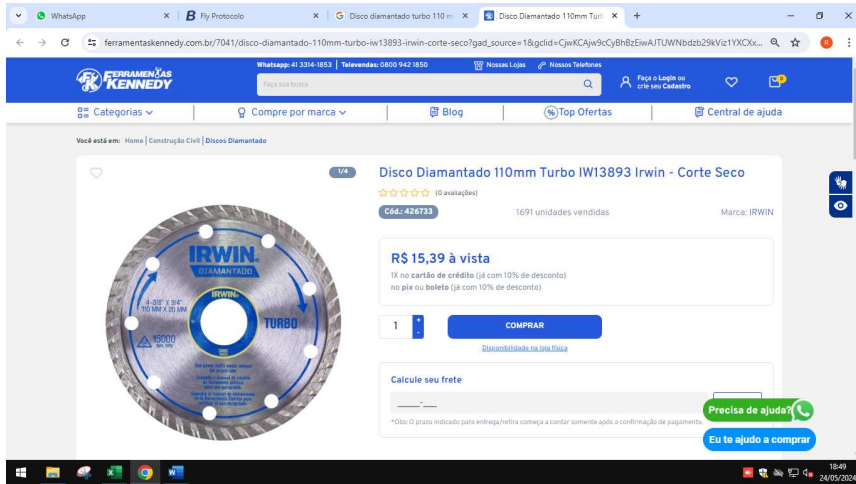 WhatsApp
Fly Protocolo
Disco diamantado turbo 110 m
Disco Diamantado 110mm Tur
ferramentaskennedy.com.br/7041/disco-diamantado-110mm-turbo-iw13893-irwin-corte-seco?gad_source=1&gclid=CjwKCAjw9cCyBhBzEiwAJTUWNbdzb29kViz1YXCXx...
Whatsapp: 41 3314-1853 | Televendas: 0800 942 1850
Nossas Lojas
Nossos Telefones
FERRAMENTAS
KENNEDY
Faça sua busca
Faça o Login ou
crie seu Cadastro
0
Categorias
Compre por marca
Blog
Top Ofertas
Central de ajuda
Você está em: Home | Construção Civil | Discos Diamantado
1/4
Disco Diamantado 110mm Turbo IW13893 Irwin - Corte Seco
(0 avaliações)
Cód.: 426733
1691 unidades vendidas
Marca: IRWIN
IRWIN.
DIAMANTADO
IRWIN.
4-3/8" X 3/4"
110 MM X 20 MM
TURBO
15000
R$ 15,39 à vista
1X no cartão de crédito (já com 10% de desconto)
no pix ou boleto (já com 10% de desconto)
1
+
-
COMPRAR
Disponibilidade na loja física
Calcule seu frete
_____-___
*Obs: O prazo indicado para entrega/retira começa a contar somente após a confirmação de pagamento.
Precisa de ajuda?
Eu te ajudo a comprar
18:49
24/05/2024